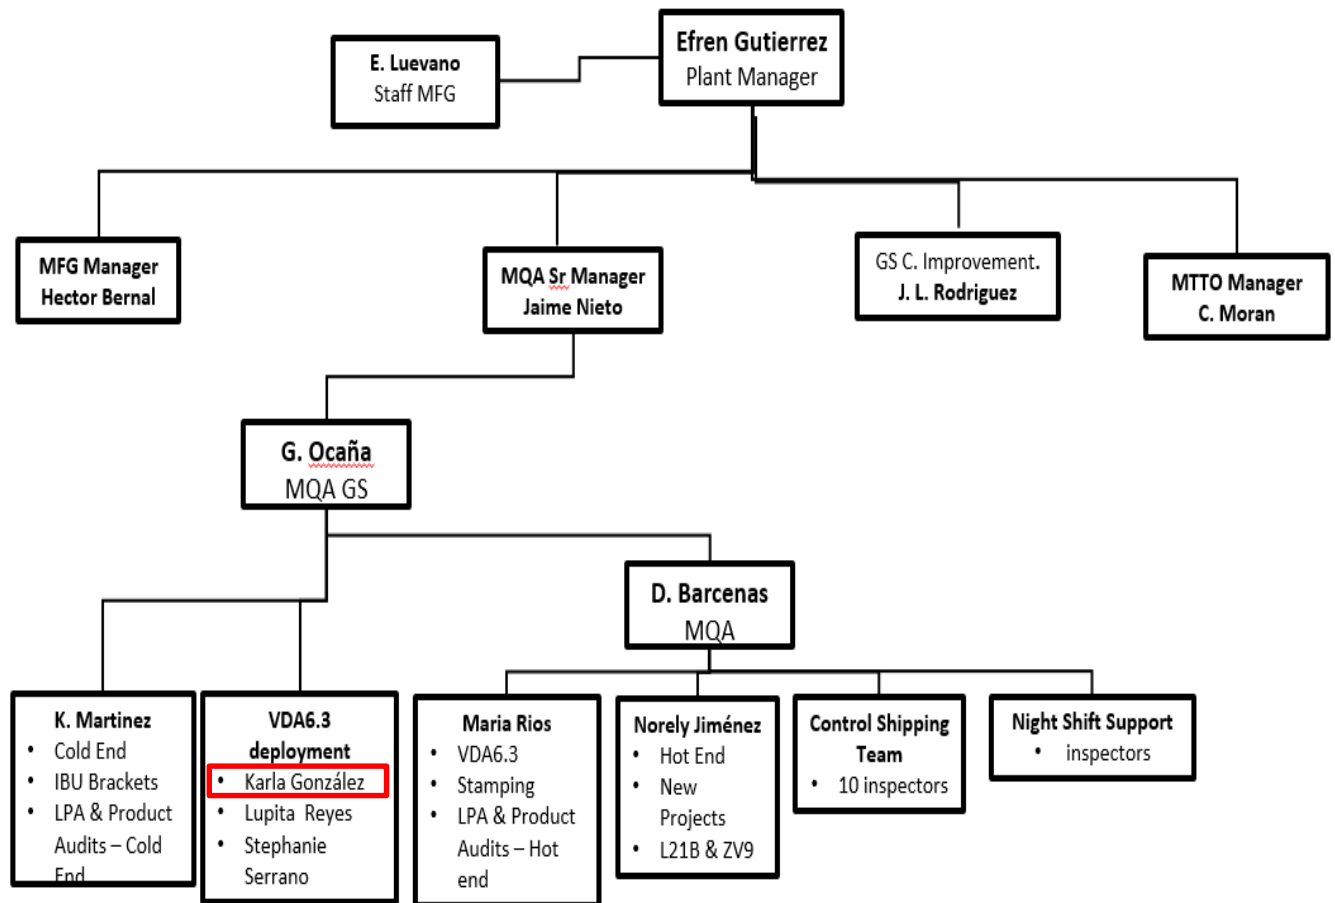 Efren Gutierrez
Plant Manager
E. Luevano
Staff MFG
MFG Manager
Hector Bernal
MQA Sr Manager
Jaime Nieto
GS C. Improvement.
J. L. Rodriguez
MTTO Manager
C. Moran
G. Ocaña
MQA GS
D. Barcenas
MQA
K. Martinez
• Cold End
• IBU Brackets
• LPA & Product
Audits – Cold
End
VDA6.3
deployment
• Karla González
• Lupita Reyes
• Stephanie
Serrano
Maria Rios
• VDA6.3
• Stamping
• LPA & Product
Audits – Hot
end
Norely Jiménez
• Hot End
• New
Projects
• L21B & ZV9
Control Shipping
Team
• 10 inspectors
Night Shift Support
• inspectors